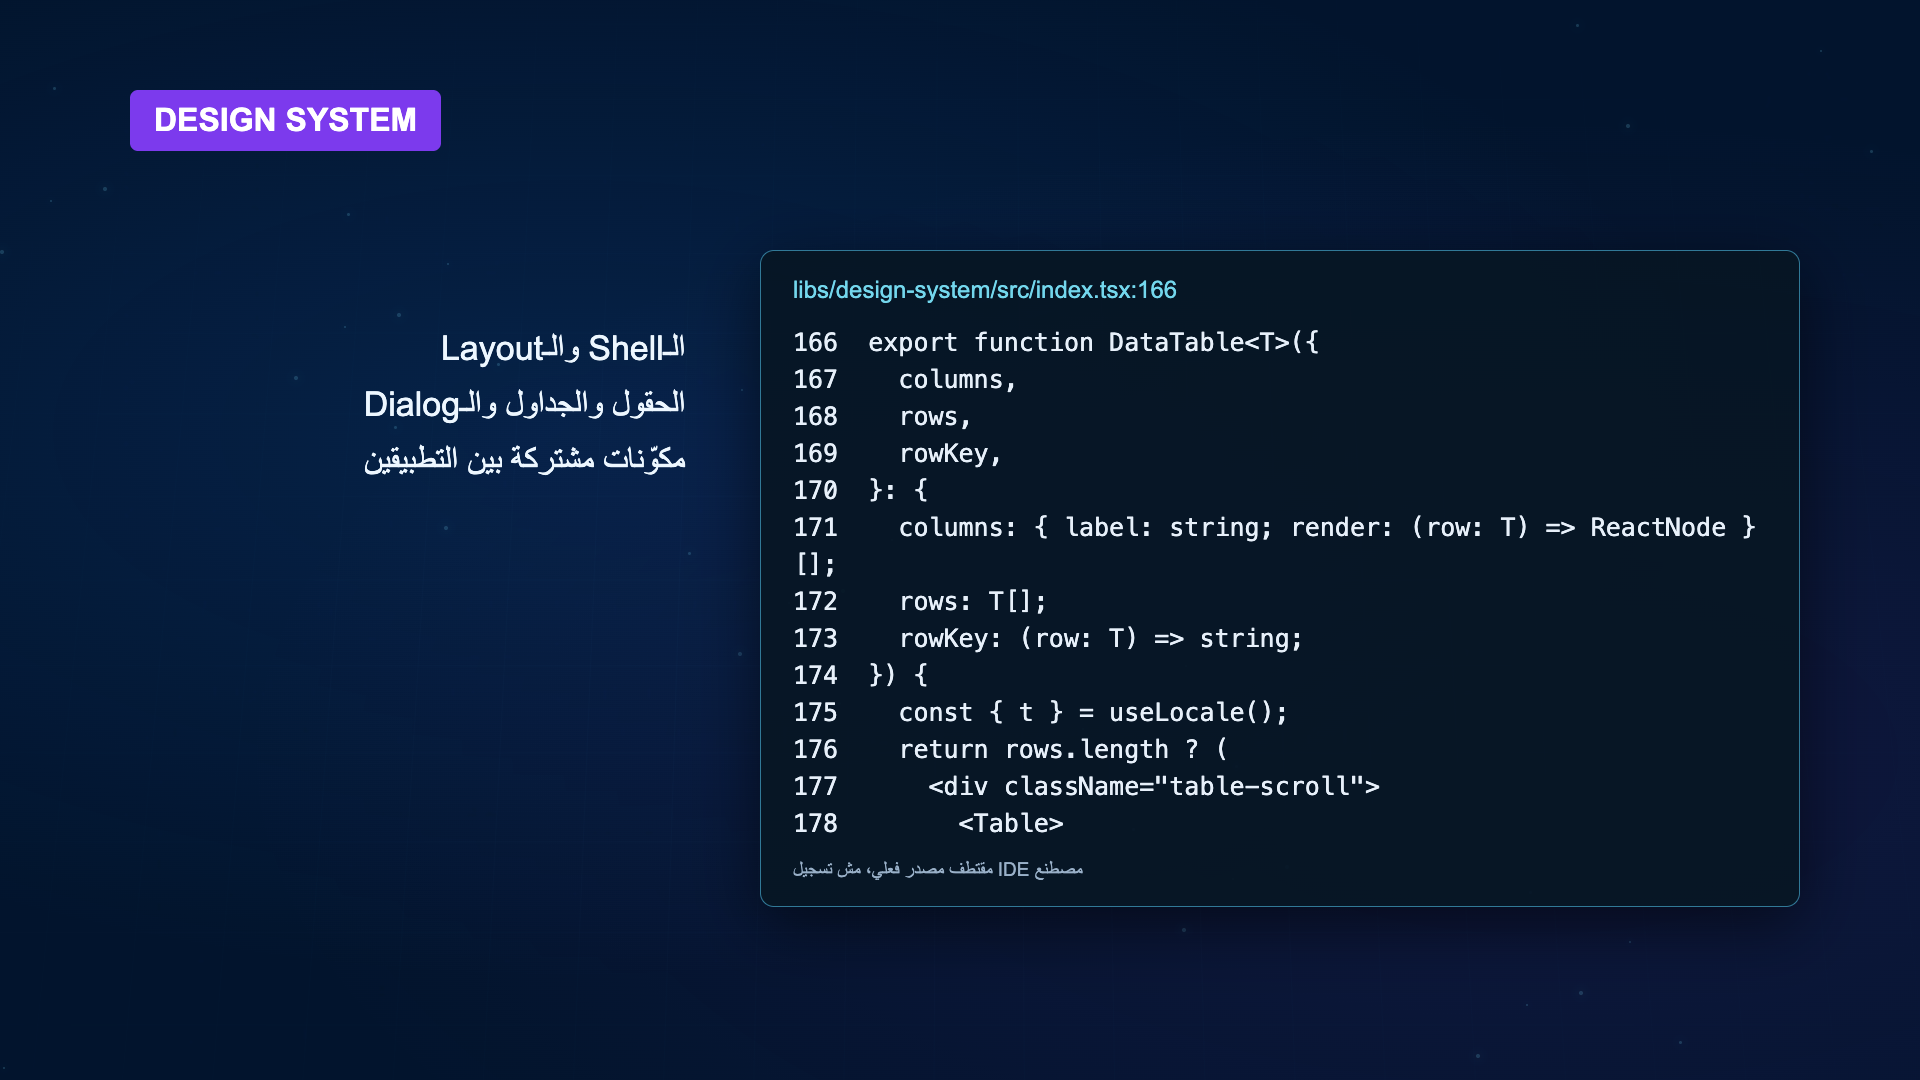 DESIGN SYSTEM
الـShell والـLayout
الحقول والجداول والـDialog
مكوّنات مشتركة بين التطبيقين
libs/design-system/src/index.tsx:166
166  export function DataTable<T>({
167    columns,
168    rows,
169    rowKey,
170  }: {
171    columns: { label: string; render: (row: T) => ReactNode }
[];
172    rows: T[];
173    rowKey: (row: T) => string;
174  }) {
175    const { t } = useLocale();
176    return rows.length ? (
177      <div className="table-scroll">
178        <Table>
مقتطف مصدر فعلي، مش تسجيل IDE مصطنع